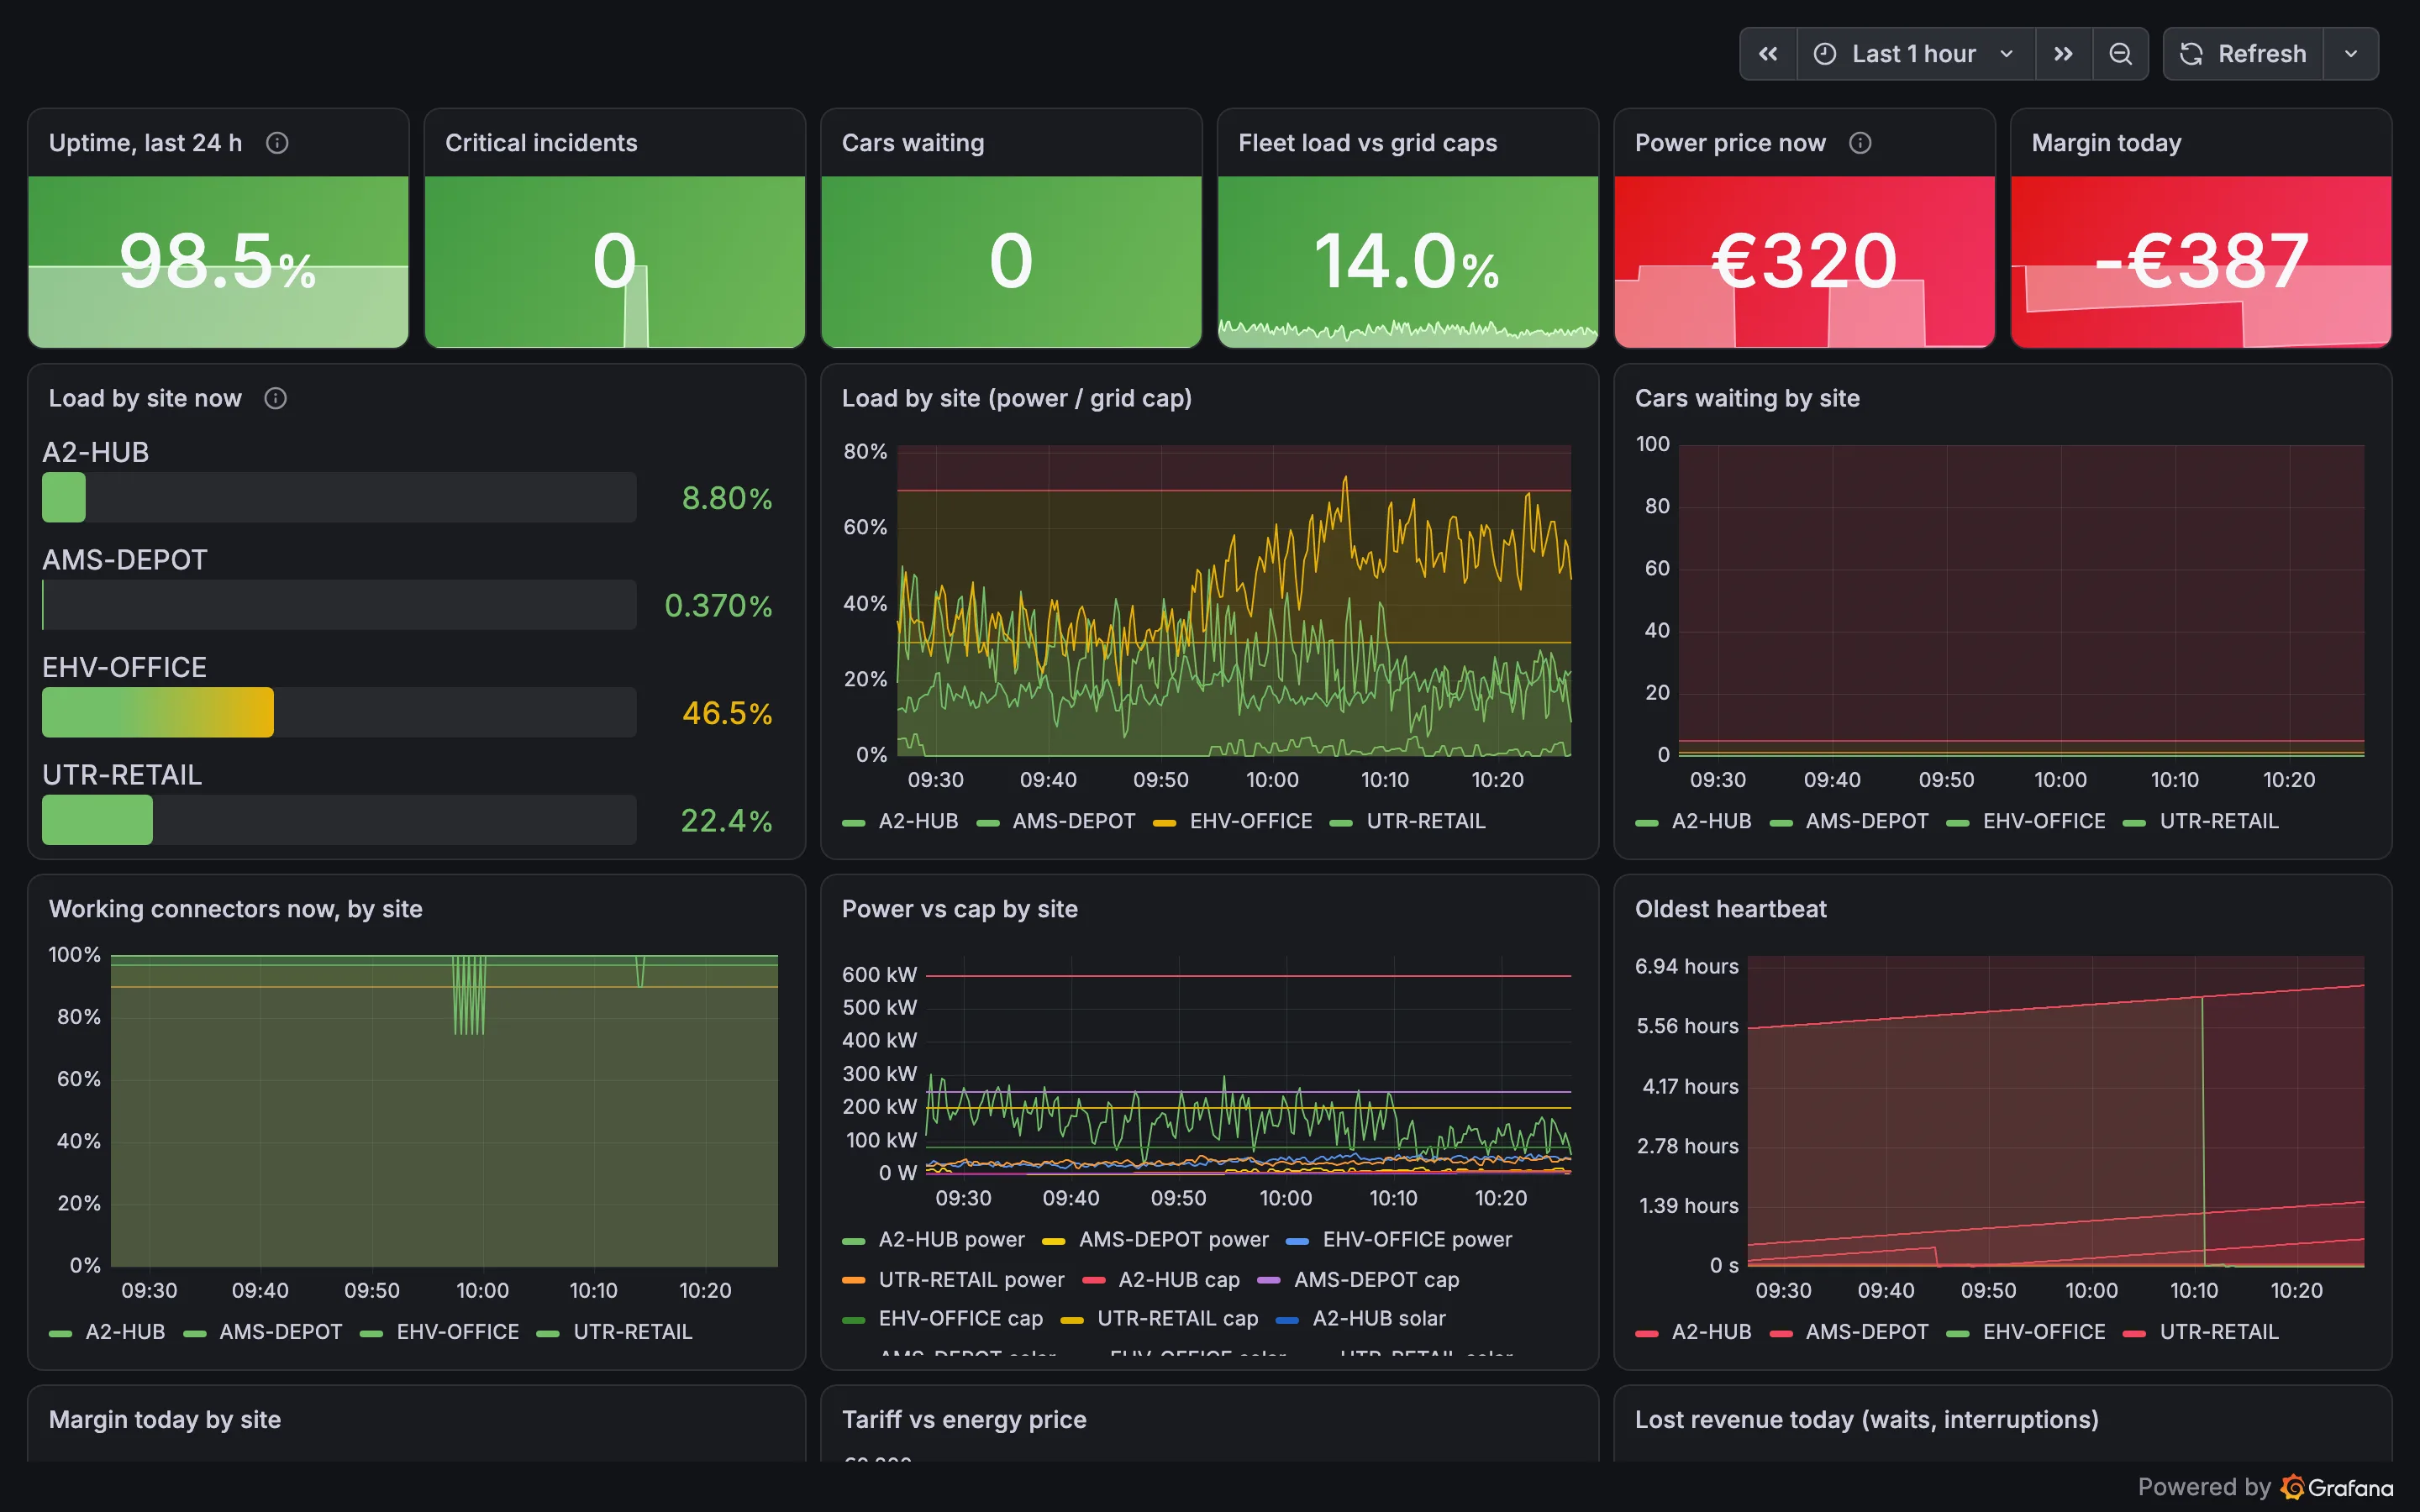 Last 1 hour
Refresh
Uptime, last 24 h
98.5%
Critical incidents
0
Cars waiting
0
Fleet load vs grid caps
14.0%
Power price now
€320
Margin today
-€387
Load by site now
A2-HUB
8.80%
AMS-DEPOT
0.370%
EHV-OFFICE
46.5%
UTR-RETAIL
22.4%
Load by site (power / grid cap)
80%
60%
40%
20%
0%
09:30 09:40 09:50 10:00 10:10 10:20
A2-HUB AMS-DEPOT EHV-OFFICE UTR-RETAIL
Cars waiting by site
100
80
60
40
20
0
09:30 09:40 09:50 10:00 10:10 10:20
A2-HUB AMS-DEPOT EHV-OFFICE UTR-RETAIL
Working connectors now, by site
100%
80%
60%
40%
20%
0%
09:30 09:40 09:50 10:00 10:10 10:20
A2-HUB AMS-DEPOT EHV-OFFICE UTR-RETAIL
Power vs cap by site
600 kW
500 kW
400 kW
300 kW
200 kW
100 kW
0 W
09:30 09:40 09:50 10:00 10:10 10:20
A2-HUB power AMS-DEPOT power EHV-OFFICE power
UTR-RETAIL power A2-HUB cap AMS-DEPOT cap
EHV-OFFICE cap UTR-RETAIL cap A2-HUB solar
AMS-DEPOT solar EHV-OFFICE solar UTR-RETAIL solar
Oldest heartbeat
6.94 hours
5.56 hours
4.17 hours
2.78 hours
1.39 hours
0 s
09:30 09:40 09:50 10:00 10:10 10:20
A2-HUB AMS-DEPOT EHV-OFFICE UTR-RETAIL
Margin today by site
Tariff vs energy price
Lost revenue today (waits, interruptions)
Powered by Grafana